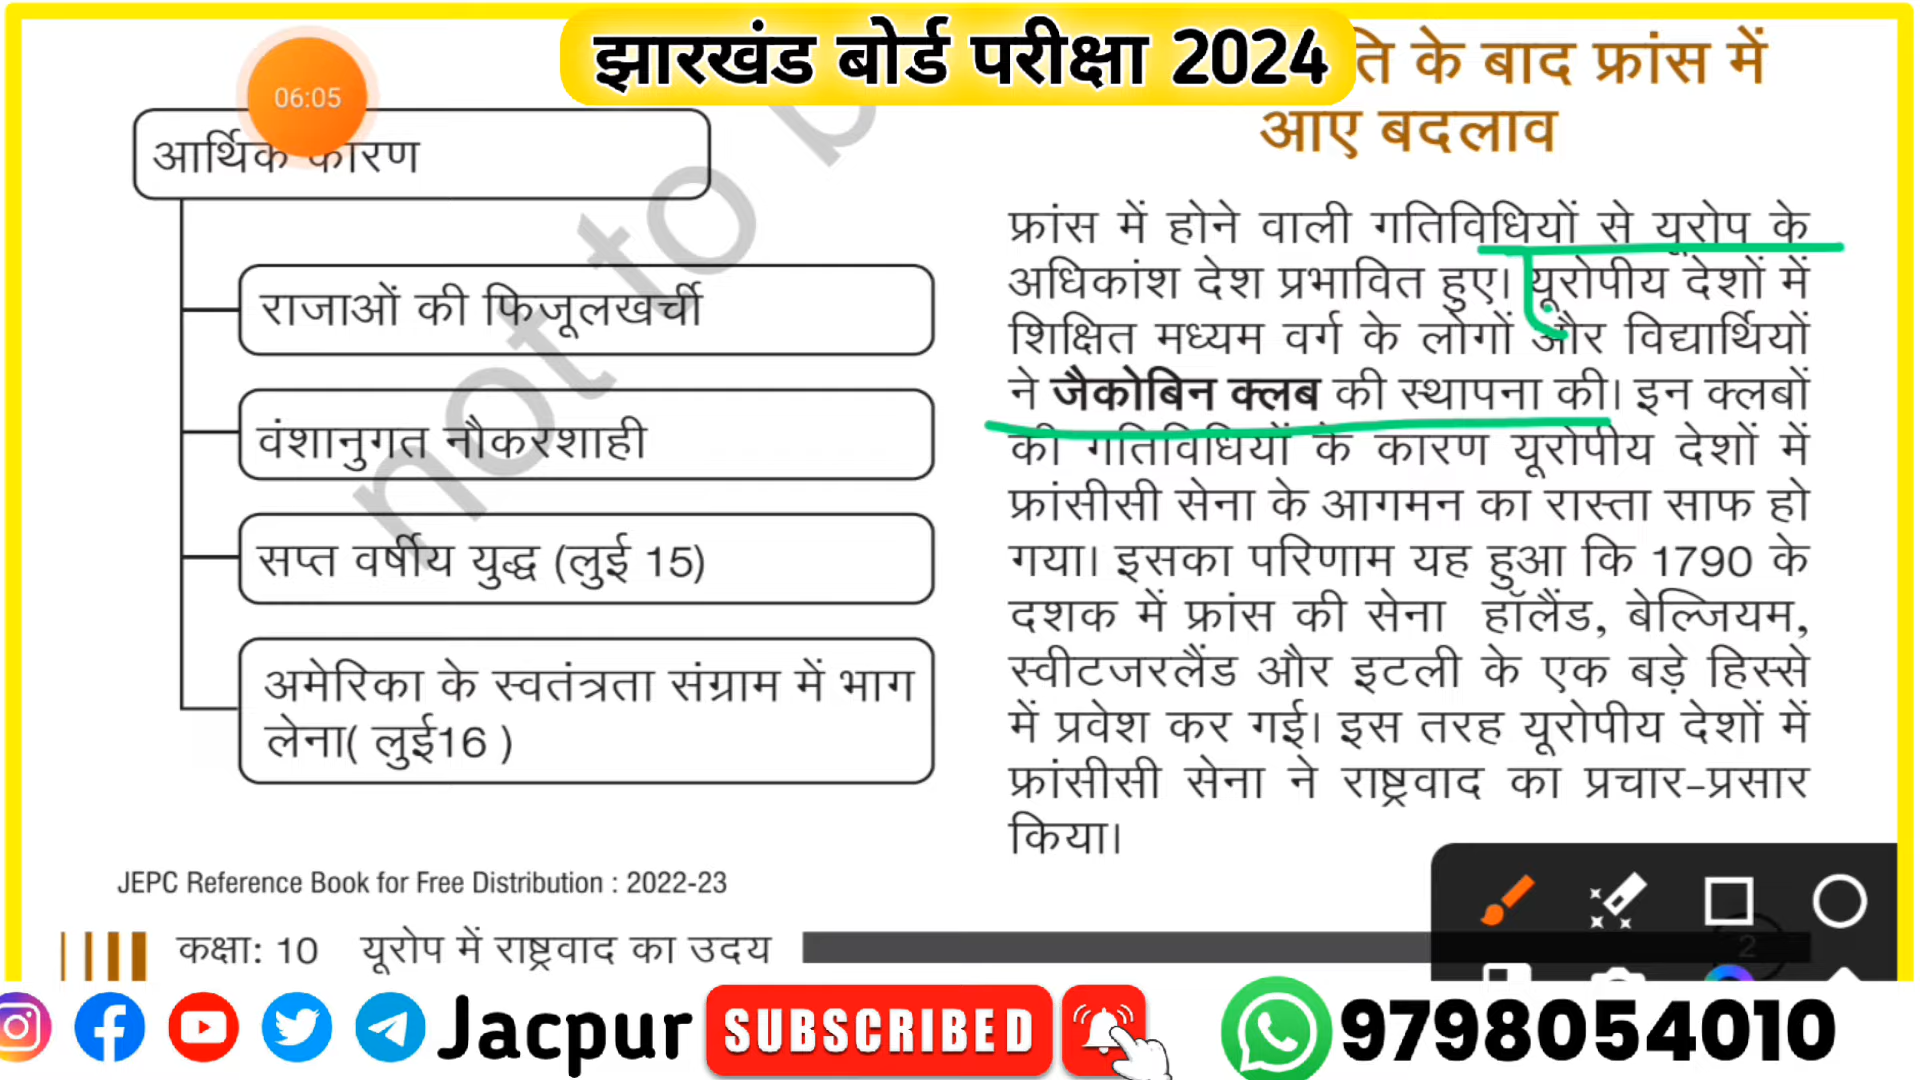 झारखंड बोर्ड परीक्षा 2024
06:05
आर्थिक कारण
राजाओं की फिजूलखर्ची
वंशानुगत नौकरशाही
सप्त वर्षीय युद्ध (लुई 15)
अमेरिका के स्वतंत्रता संग्राम में भाग
लेना( लुई16 )
के बाद फ्रांस में
आए बदलाव
फ्रांस में होने वाली गतिविधियों से यूरोप के
अधिकांश देश प्रभावित हुए। यूरोपीय देशों में
शिक्षित मध्यम वर्ग के लोगों और विद्यार्थियों
ने जैकोबिन क्लब की स्थापना की। इन क्लबों
की गतिविधियों के कारण यूरोपीय देशों में
फ्रांसीसी सेना के आगमन का रास्ता साफ हो
गया। इसका परिणाम यह हुआ कि 1790 के
दशक में फ्रांस की सेना हॉलैंड, बेल्जियम,
स्वीटजरलैंड और इटली के एक बड़े हिस्से
में प्रवेश कर गई। इस तरह यूरोपीय देशों में
फ्रांसीसी सेना ने राष्ट्रवाद का प्रचार-प्रसार
किया।
not to b
JEPC Reference Book for Free Distribution : 2022-23
कक्षा: 10 यूरोप में राष्ट्रवाद का उदय
2
Jacpur SUBSCRIBED 9798054010